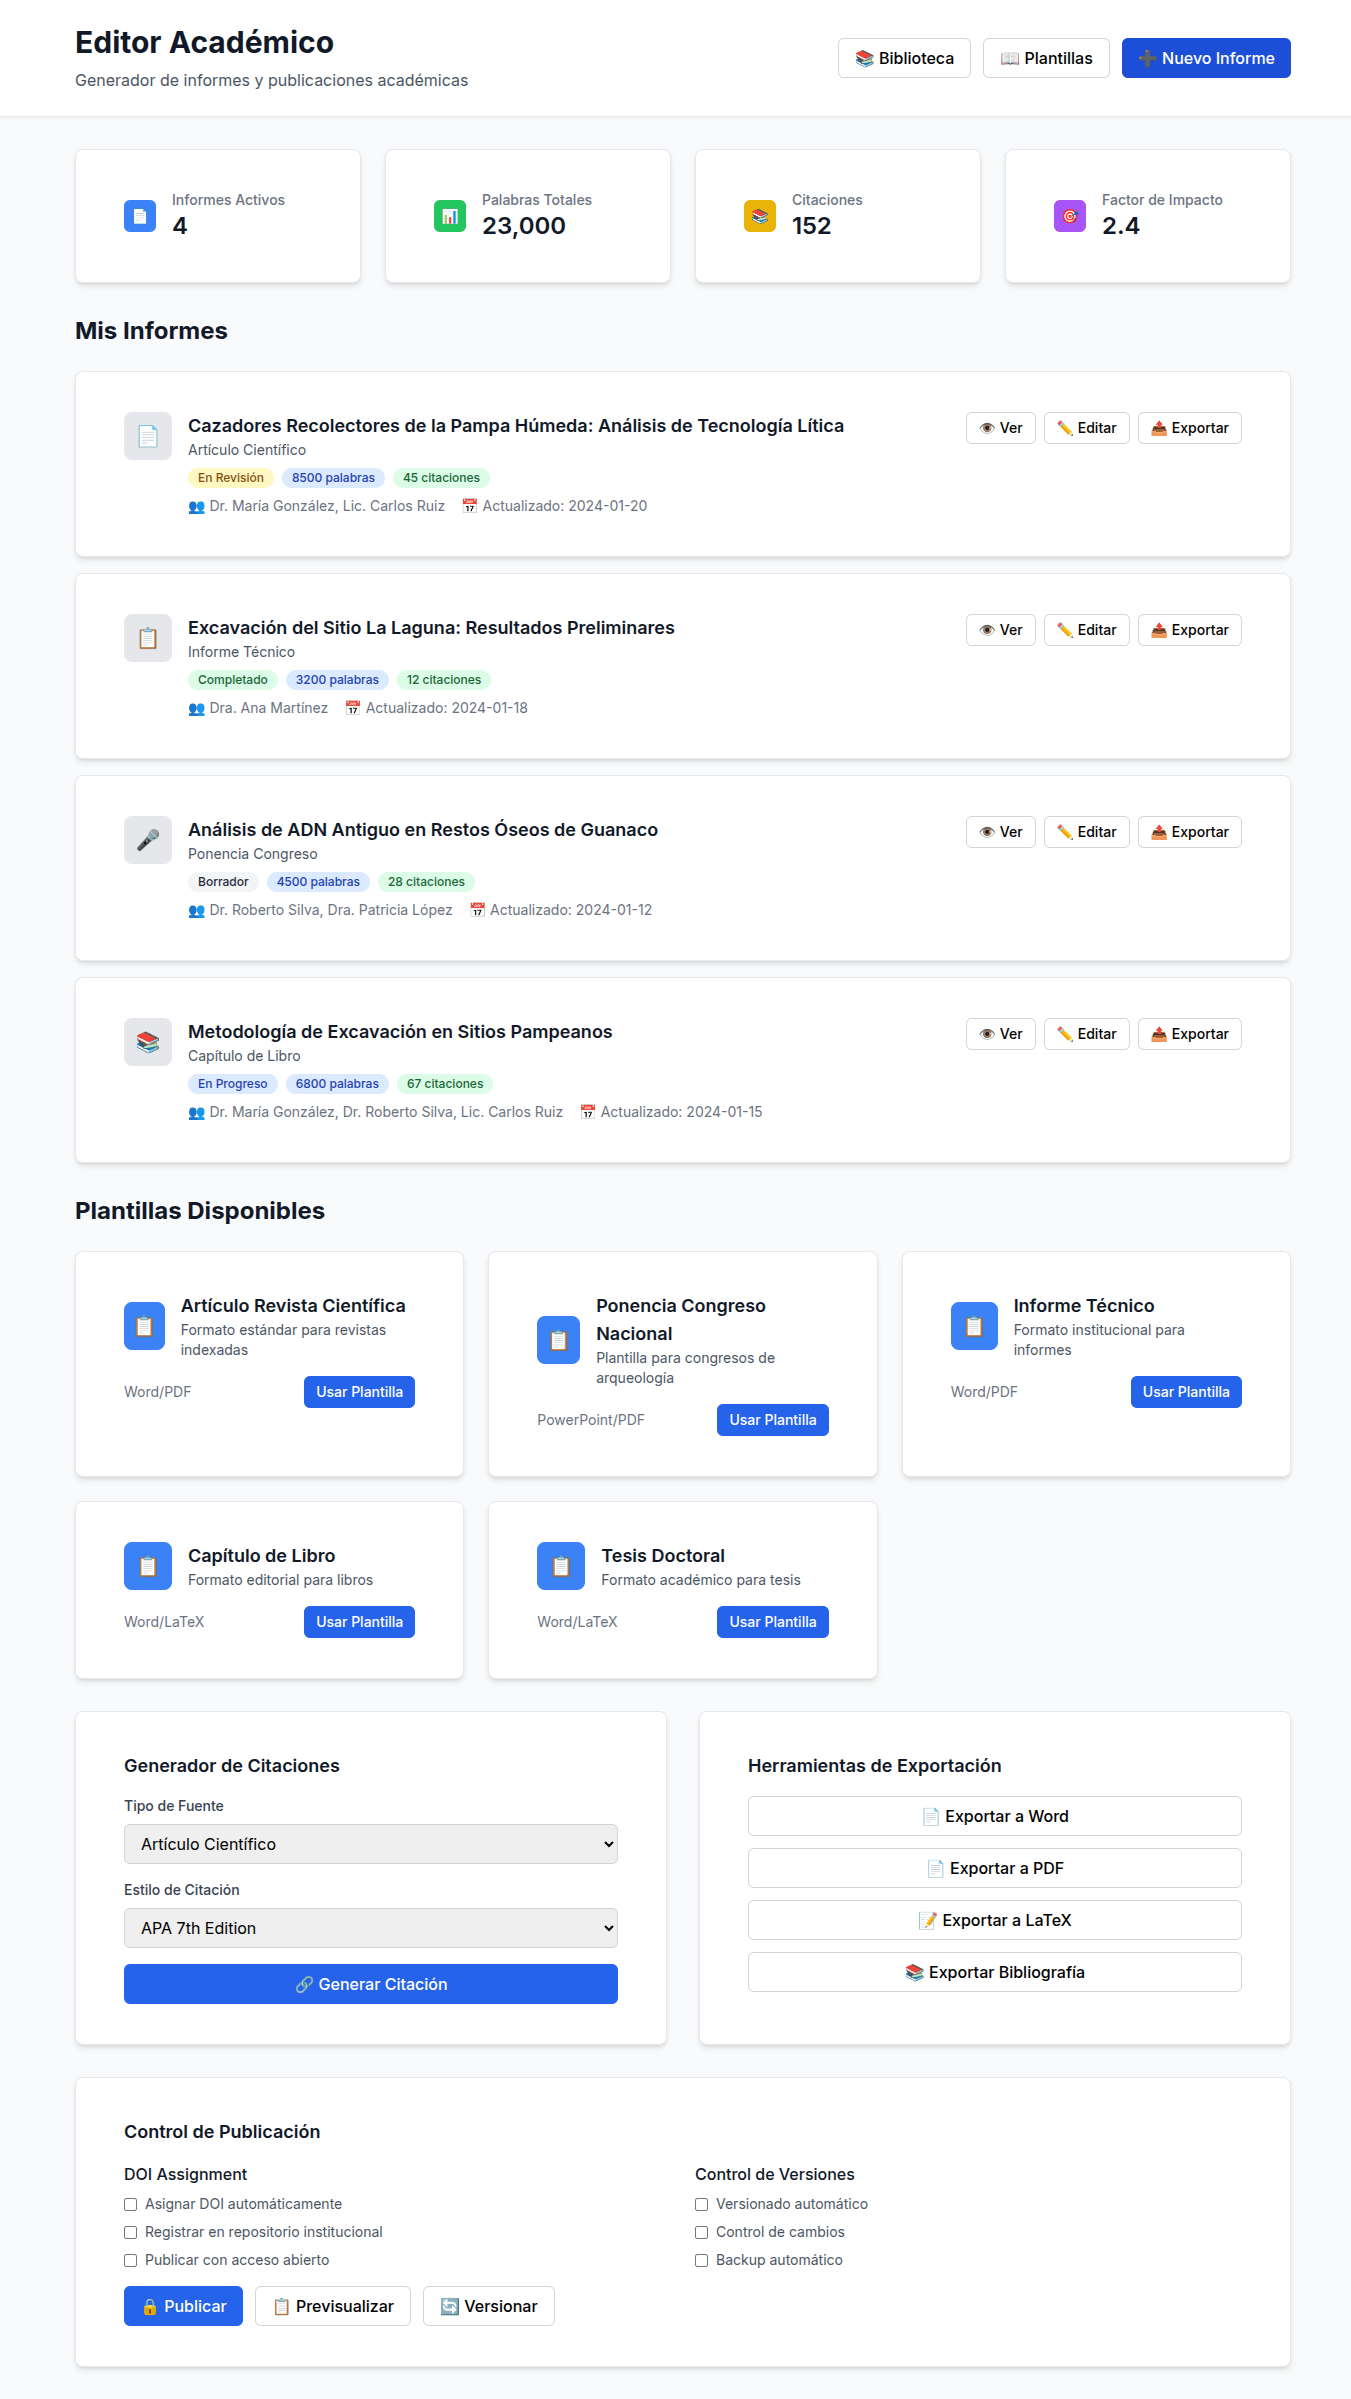 Editor Académico
Generador de informes y publicaciones académicas
📚 Biblioteca
📖 Plantillas
➕ Nuevo Informe
Informes Activos
4
Palabras Totales
23,000
Citaciones
152
Factor de Impacto
2.4
Mis Informes
Cazadores Recolectores de la Pampa Húmeda: Análisis de Tecnología Lítica
Artículo Científico
En Revisión 8500 palabras 45 citaciones
👥 Dr. María González, Lic. Carlos Ruiz 📅 Actualizado: 2024-01-20
👁️ Ver ✏️ Editar 📤 Exportar
Excavación del Sitio La Laguna: Resultados Preliminares
Informe Técnico
Completado 3200 palabras 12 citaciones
👥 Dra. Ana Martínez 📅 Actualizado: 2024-01-18
👁️ Ver ✏️ Editar 📤 Exportar
Análisis de ADN Antiguo en Restos Óseos de Guanaco
Ponencia Congreso
Borrador 4500 palabras 28 citaciones
👥 Dr. Roberto Silva, Dra. Patricia López 📅 Actualizado: 2024-01-12
👁️ Ver ✏️ Editar 📤 Exportar
Metodología de Excavación en Sitios Pampeanos
Capítulo de Libro
En Progreso 6800 palabras 67 citaciones
👥 Dr. María González, Dr. Roberto Silva, Lic. Carlos Ruiz 📅 Actualizado: 2024-01-15
👁️ Ver ✏️ Editar 📤 Exportar
Plantillas Disponibles
Artículo Revista Científica
Formato estándar para revistas
indexadas
Word/PDF Usar Plantilla
Ponencia Congreso
Nacional
Plantilla para congresos de
arqueología
PowerPoint/PDF Usar Plantilla
Informe Técnico
Formato institucional para
informes
Word/PDF Usar Plantilla
Capítulo de Libro
Formato editorial para libros
Word/LaTeX Usar Plantilla
Tesis Doctoral
Formato académico para tesis
Word/LaTeX Usar Plantilla
Generador de Citaciones
Tipo de Fuente
Artículo Científico
Estilo de Citación
APA 7th Edition
🔗 Generar Citación
Herramientas de Exportación
📄 Exportar a Word
📄 Exportar a PDF
📝 Exportar a LaTeX
📚 Exportar Bibliografía
Control de Publicación
DOI Assignment
Asignar DOI automáticamente
Registrar en repositorio institucional
Publicar con acceso abierto
Control de Versiones
Versionado automático
Control de cambios
Backup automático
🔒 Publicar 📋 Previsualizar 🔄 Versionar